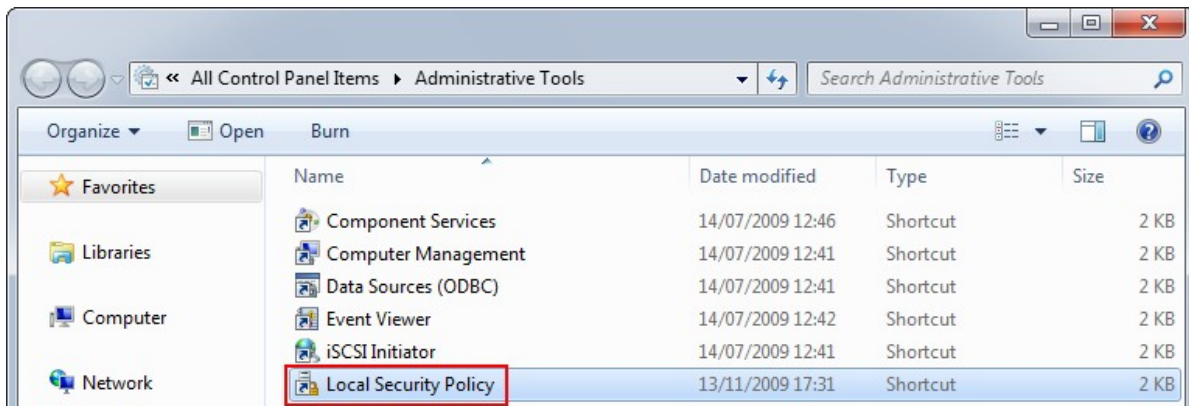 « All Control Panel Items ▸ Administrative Tools Search Administrative Tools
Organize ▾ Open Burn
Favorites
Libraries
Computer
Network
Name Date modified Type Size
Component Services 14/07/2009 12:46 Shortcut 2 KB
Computer Management 14/07/2009 12:41 Shortcut 2 KB
Data Sources (ODBC) 14/07/2009 12:41 Shortcut 2 KB
Event Viewer 14/07/2009 12:42 Shortcut 2 KB
iSCSI Initiator 14/07/2009 12:41 Shortcut 2 KB
Local Security Policy 13/11/2009 17:31 Shortcut 2 KB